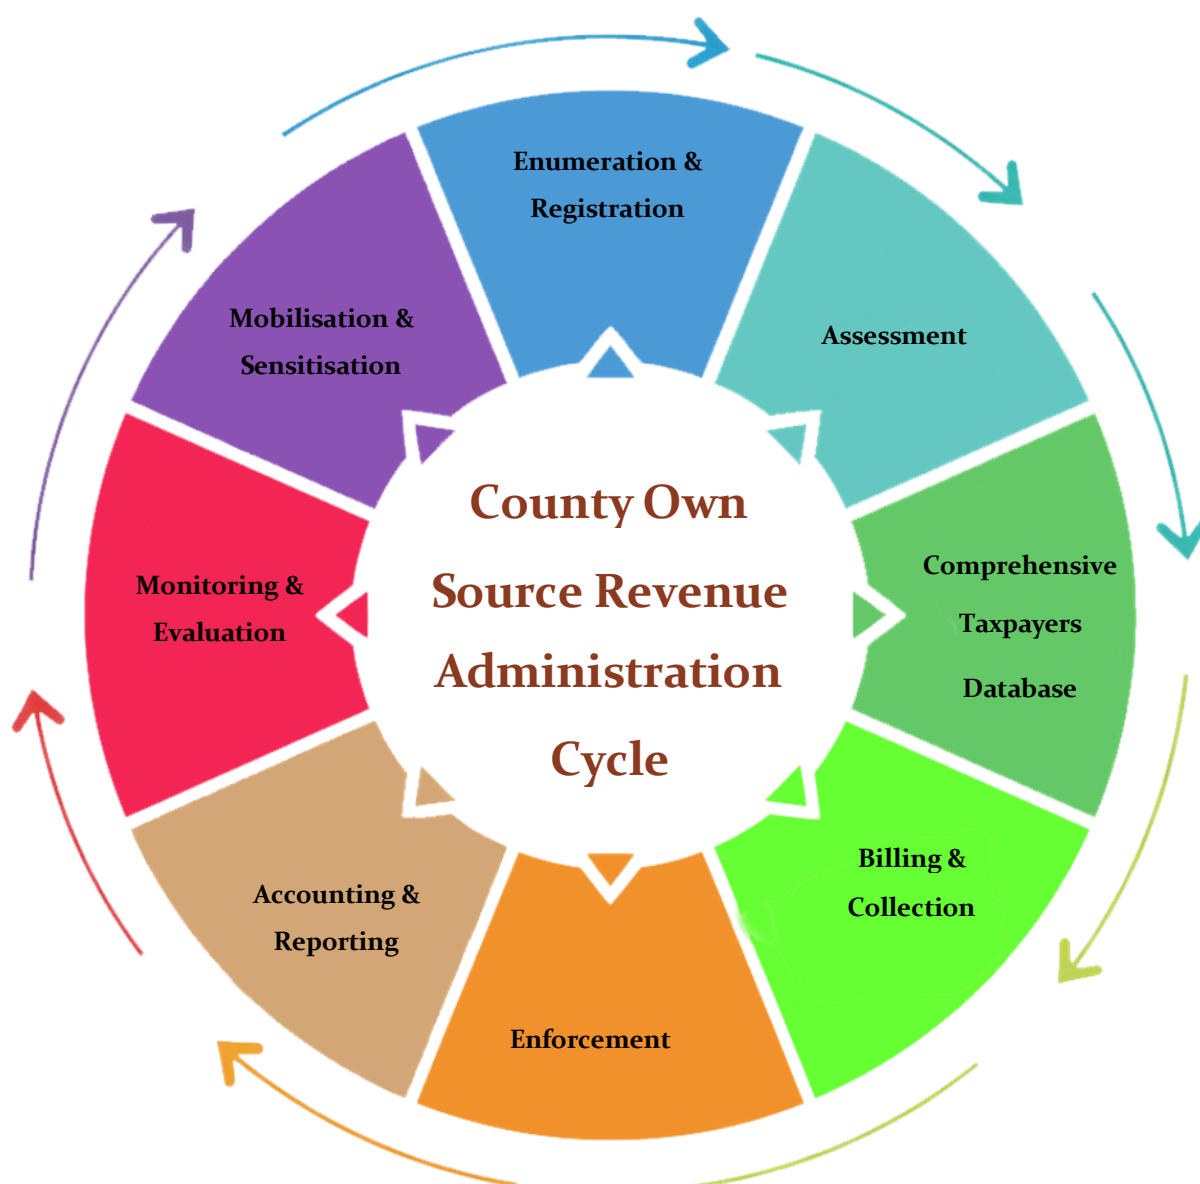 Enumeration &
Registration
Assessment
Comprehensive
Taxpayers
Database
Billing &
Collection
Enforcement
Accounting &
Reporting
Monitoring &
Evaluation
Mobilisation &
Sensitisation
County Own
Source Revenue
Administration
Cycle